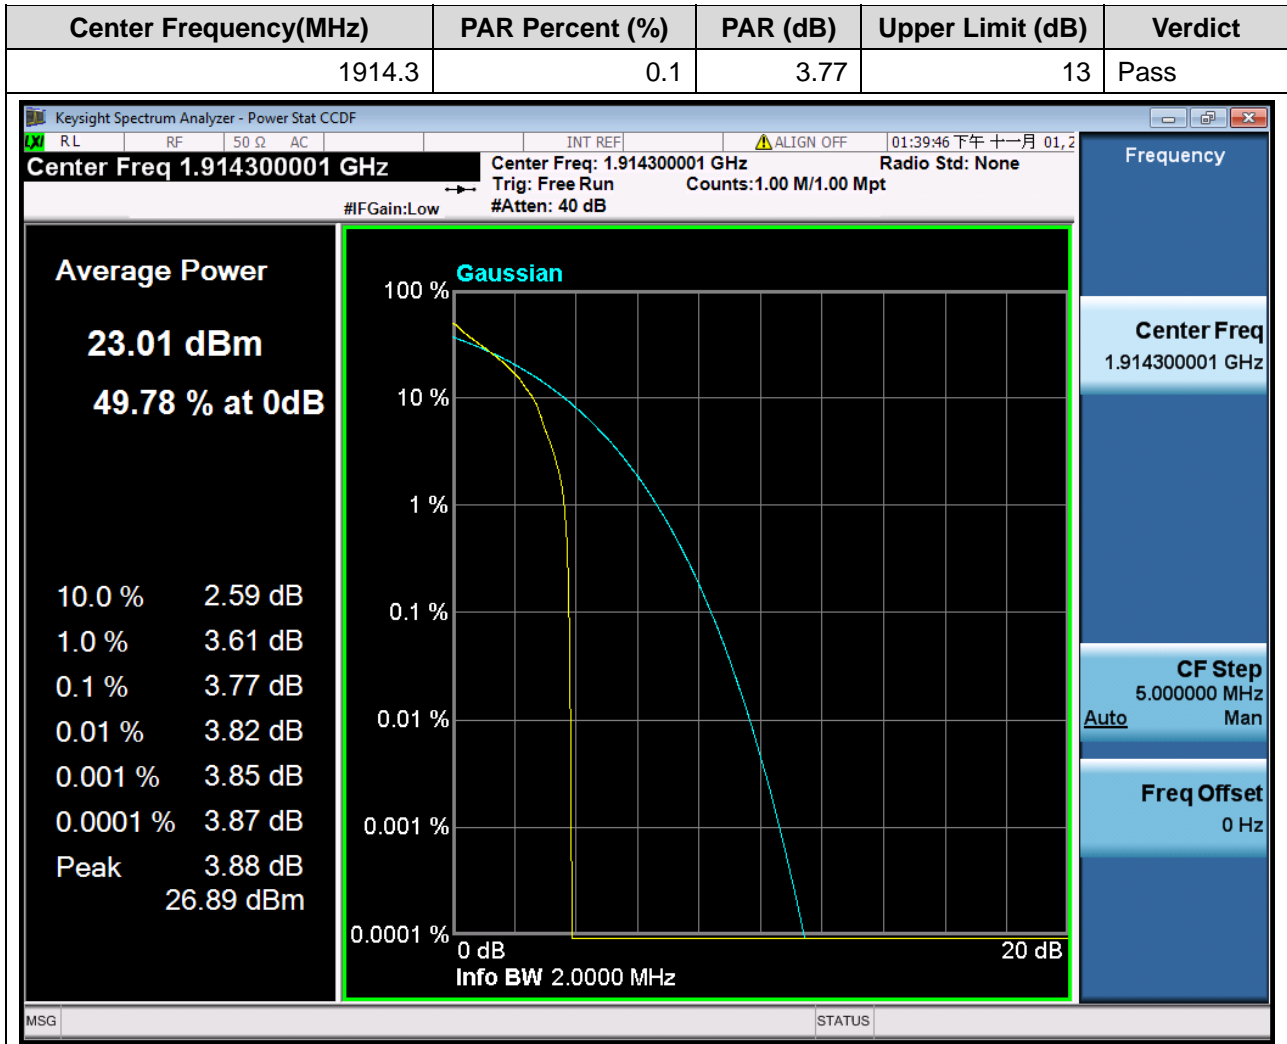 Center Frequency(MHz) PAR Percent (%) PAR (dB) Upper Limit (dB) Verdict
1914.3 0.1 3.77 13 Pass
Keysight Spectrum Analyzer - Power Stat CCDF
LXI RL RF 50 Ω AC INT REF ALIGN OFF 01:39:46 下午 十一月 01, 2
Center Freq 1.914300001 GHz
Center Freq: 1.914300001 GHz Radio Std: None
Trig: Free Run Counts:1.00 M/1.00 Mpt
#IFGain:Low #Atten: 40 dB
Frequency
Average Power
23.01 dBm
49.78 % at 0dB
10.0 % 2.59 dB
1.0 % 3.61 dB
0.1 % 3.77 dB
0.01 % 3.82 dB
0.001 % 3.85 dB
0.0001 % 3.87 dB
Peak 3.88 dB
26.89 dBm
Gaussian
100 %
10 %
1 %
0.1 %
0.01 %
0.001 %
0.0001 %
0 dB 20 dB
Info BW 2.0000 MHz
Center Freq
1.914300001 GHz
CF Step
5.000000 MHz
Auto Man
Freq Offset
0 Hz
MSG STATUS